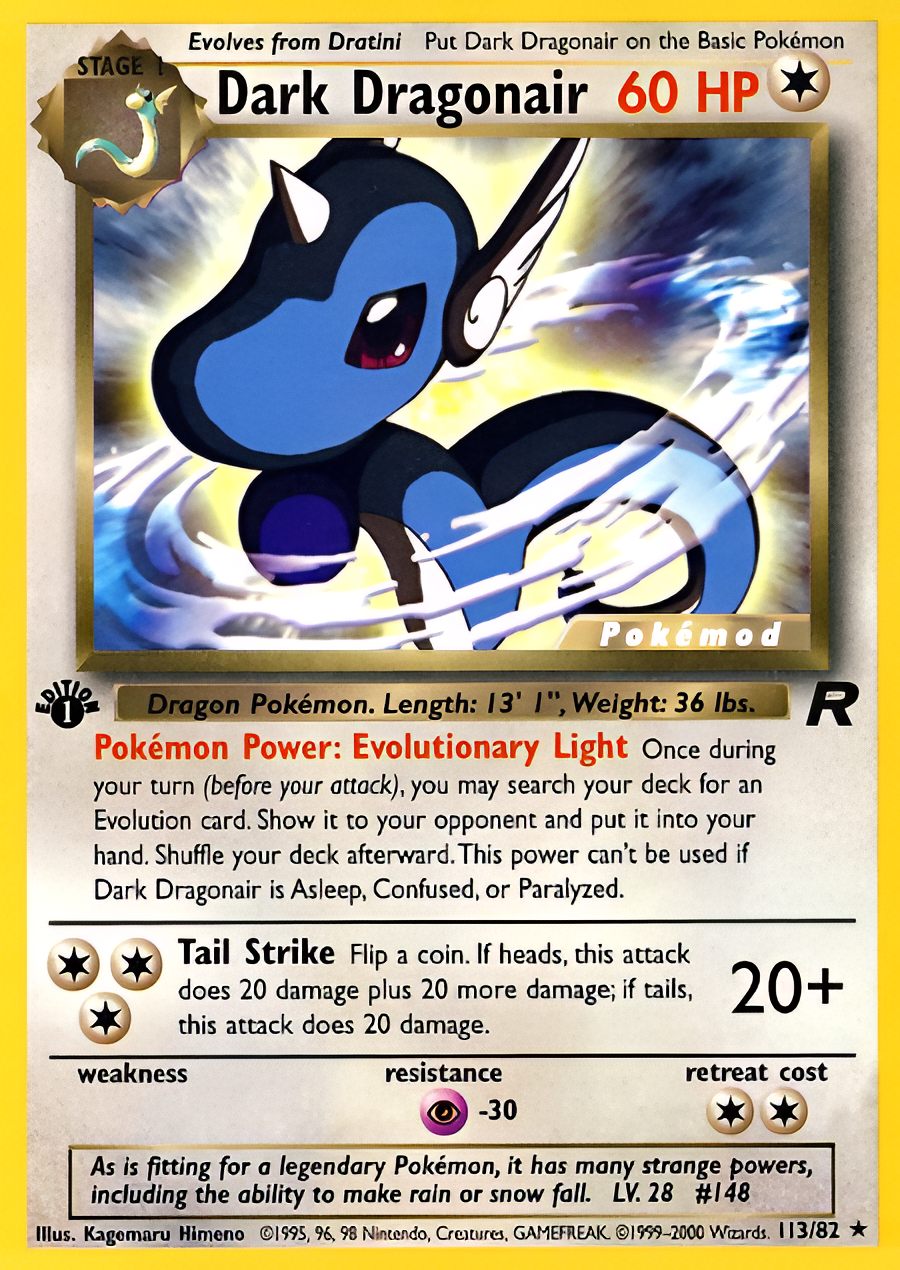 Evolves from Dratini Put Dark Dragonair on the Basic Pokémon
STAGE 1
Dark Dragonair 60 HP
Pokémod
EDITION 1
Dragon Pokémon. Length: 13' 1", Weight: 36 lbs.
R
Pokémon Power: Evolutionary Light Once during
your turn (before your attack), you may search your deck for an
Evolution card. Show it to your opponent and put it into your
hand. Shuffle your deck afterward. This power can't be used if
Dark Dragonair is Asleep, Confused, or Paralyzed.
Tail Strike Flip a coin. If heads, this attack
does 20 damage plus 20 more damage; if tails,
this attack does 20 damage.
20+
weakness resistance retreat cost
-30
As is fitting for a legendary Pokémon, it has many strange powers,
including the ability to make rain or snow fall. LV. 28 #148
Illus. Kagemaru Himeno ©1995, 96, 98 Nintendo, Creatures, GAMEFREAK. ©1999-2000 Wizards. 113/82 ★